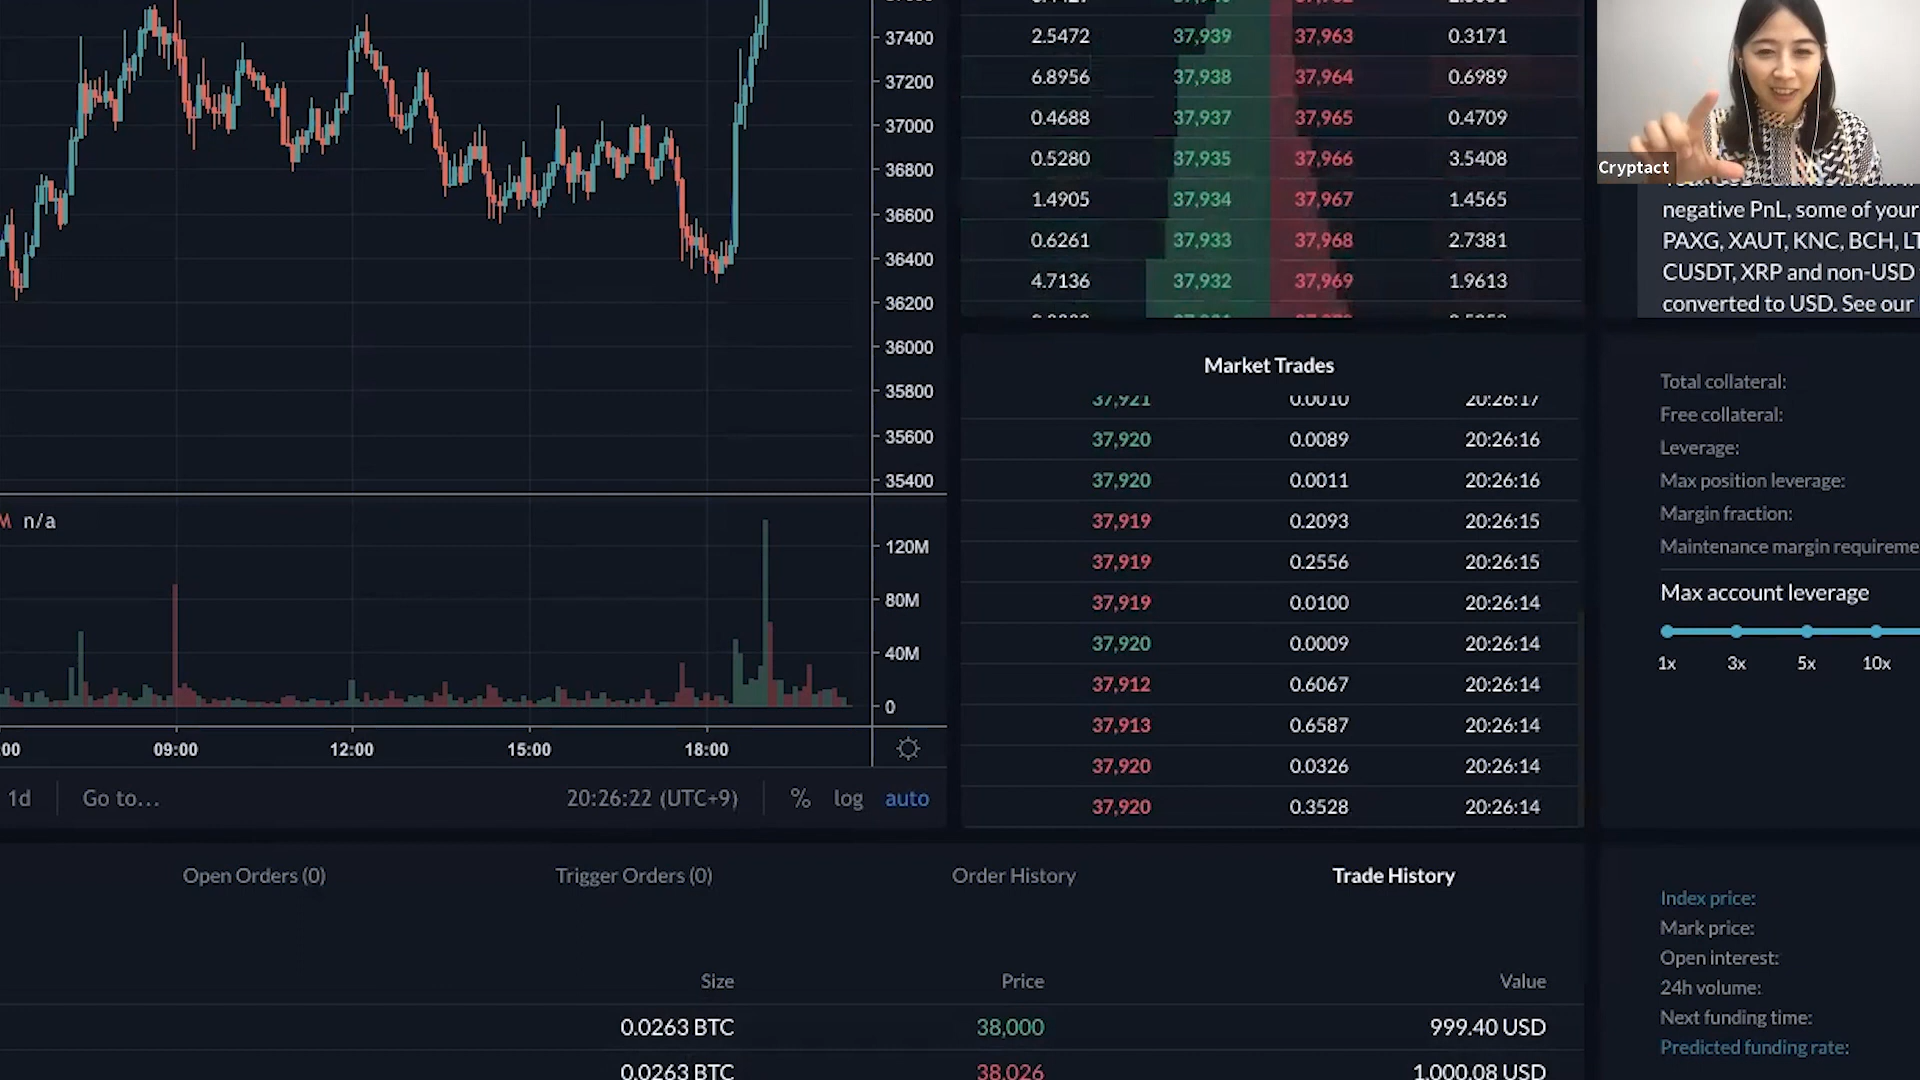 37400
37200
37000
36800
36600
36400
36200
36000
35800
35600
35400
n/a
120M
80M
40M
0
:00 09:00 12:00 15:00 18:00
1d Go to... 20:26:22 (UTC+9) % log auto
2.5472 37,939 37,963 0.3171
6.8956 37,938 37,964 0.6989
0.4688 37,937 37,965 0.4709
0.5280 37,935 37,966 3.5408
1.4905 37,934 37,967 1.4565
0.6261 37,933 37,968 2.7381
4.7136 37,932 37,969 1.9613
Market Trades
37,921 0.0010 20:26:17
37,920 0.0089 20:26:16
37,920 0.0011 20:26:16
37,919 0.2093 20:26:15
37,919 0.2556 20:26:15
37,919 0.0100 20:26:14
37,920 0.0009 20:26:14
37,912 0.6067 20:26:14
37,913 0.6587 20:26:14
37,920 0.0326 20:26:14
37,920 0.3528 20:26:14
Cryptact
negative PnL, some of your
PAXG, XAUT, KNC, BCH, LT
CUSDT, XRP and non-USD
converted to USD. See our
Total collateral:
Free collateral:
Leverage:
Max position leverage:
Margin fraction:
Maintenance margin requireme
Max account leverage
1x 3x 5x 10x
Open Orders (0) Trigger Orders (0) Order History Trade History
Size Price Value
0.0263 BTC 38,000 999.40 USD
0.0263 BTC 38,026 1,000.08 USD
Index price:
Mark price:
Open interest:
24h volume:
Next funding time:
Predicted funding rate: